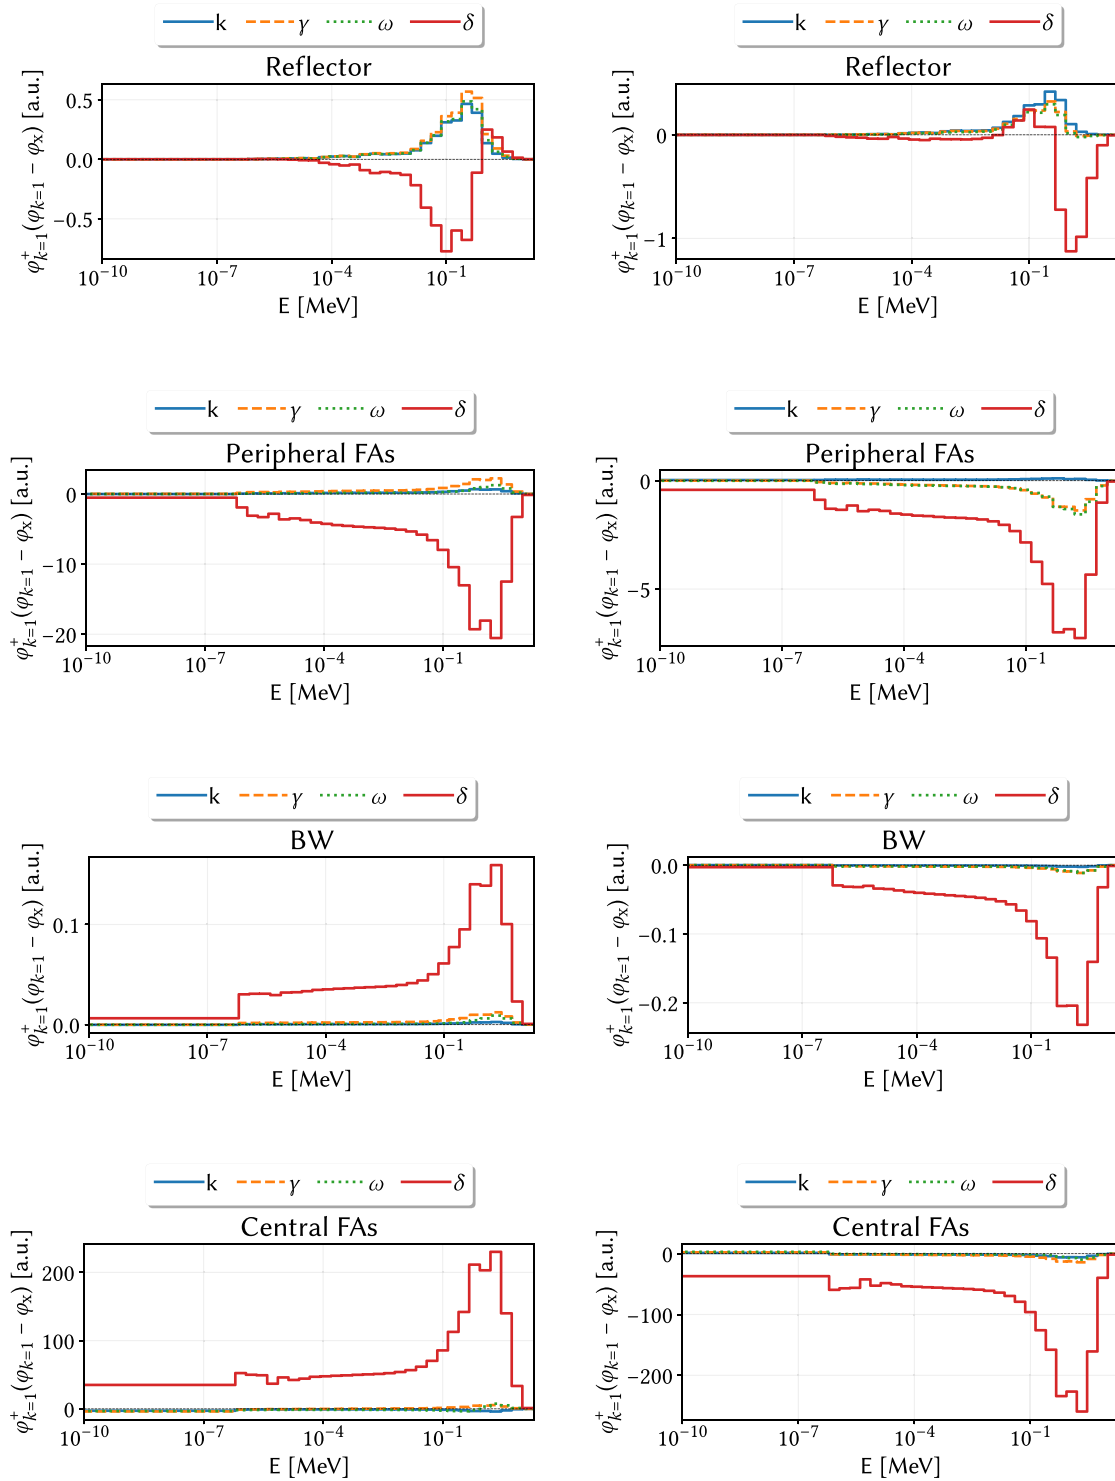 k γ ω δ
Reflector
φ⁺ₖ₌₁(φₖ₌₁ − φₓ) [a.u.]
0.5
0.0
−0.5
10⁻¹⁰ 10⁻⁷ 10⁻⁴ 10⁻¹
E [MeV]
k γ ω δ
Reflector
φ⁺ₖ₌₁(φₖ₌₁ − φₓ) [a.u.]
0
−1
10⁻¹⁰ 10⁻⁷ 10⁻⁴ 10⁻¹
E [MeV]
k γ ω δ
Peripheral FAs
φ⁺ₖ₌₁(φₖ₌₁ − φₓ) [a.u.]
0
−10
−20
10⁻¹⁰ 10⁻⁷ 10⁻⁴ 10⁻¹
E [MeV]
k γ ω δ
Peripheral FAs
φ⁺ₖ₌₁(φₖ₌₁ − φₓ) [a.u.]
0
−5
10⁻¹⁰ 10⁻⁷ 10⁻⁴ 10⁻¹
E [MeV]
k γ ω δ
BW
φ⁺ₖ₌₁(φₖ₌₁ − φₓ) [a.u.]
0.1
0.0
10⁻¹⁰ 10⁻⁷ 10⁻⁴ 10⁻¹
E [MeV]
k γ ω δ
BW
φ⁺ₖ₌₁(φₖ₌₁ − φₓ) [a.u.]
0.0
−0.1
−0.2
10⁻¹⁰ 10⁻⁷ 10⁻⁴ 10⁻¹
E [MeV]
k γ ω δ
Central FAs
φ⁺ₖ₌₁(φₖ₌₁ − φₓ) [a.u.]
200
100
0
10⁻¹⁰ 10⁻⁷ 10⁻⁴ 10⁻¹
E [MeV]
k γ ω δ
Central FAs
φ⁺ₖ₌₁(φₖ₌₁ − φₓ) [a.u.]
0
−100
−200
10⁻¹⁰ 10⁻⁷ 10⁻⁴ 10⁻¹
E [MeV]